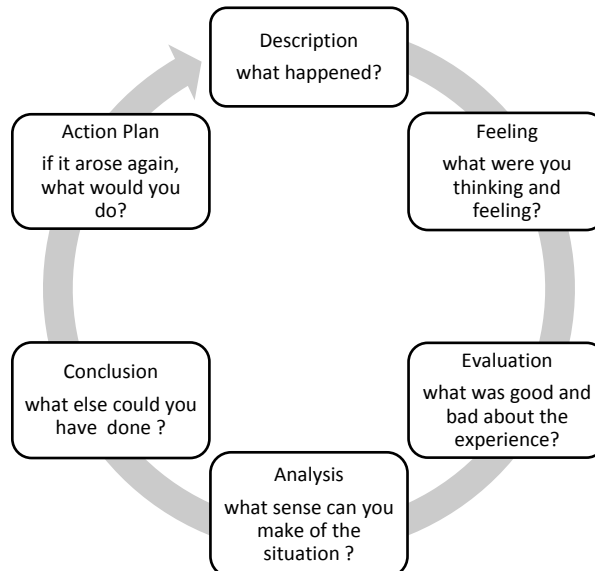 Description
what happened?
Feeling
what were you
thinking and
feeling?
Evaluation
what was good and
bad about the
experience?
Analysis
what sense can you
make of the
situation ?
Conclusion
what else could you
have  done ?
Action Plan
if it arose again,
what would you
do?